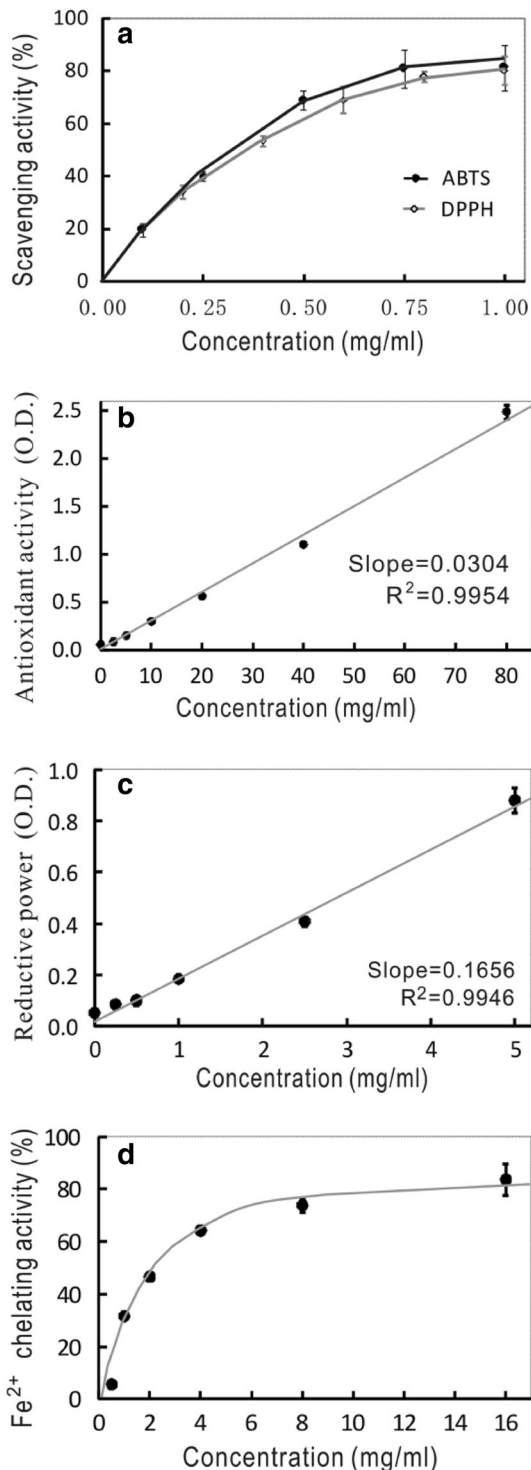 a
100
80
60
40
20
0
Scavenging activity (%)
ABTS
DPPH
0.00 0.25 0.50 0.75 1.00
Concentration (mg/ml)
b
2.5
2.0
1.5
1.0
0.5
0.0
Antioxidant activity (O.D.)
Slope=0.0304
R²=0.9954
0 10 20 30 40 50 60 70 80
Concentration (mg/ml)
c
1.0
0.8
0.6
0.4
0.2
0.0
Reductive power (O.D.)
Slope=0.1656
R²=0.9946
0 1 2 3 4 5
Concentration (mg/ml)
d
100
80
60
40
20
0
Fe²⁺ chelating activity (%)
0 2 4 6 8 10 12 14 16
Concentration (mg/ml)